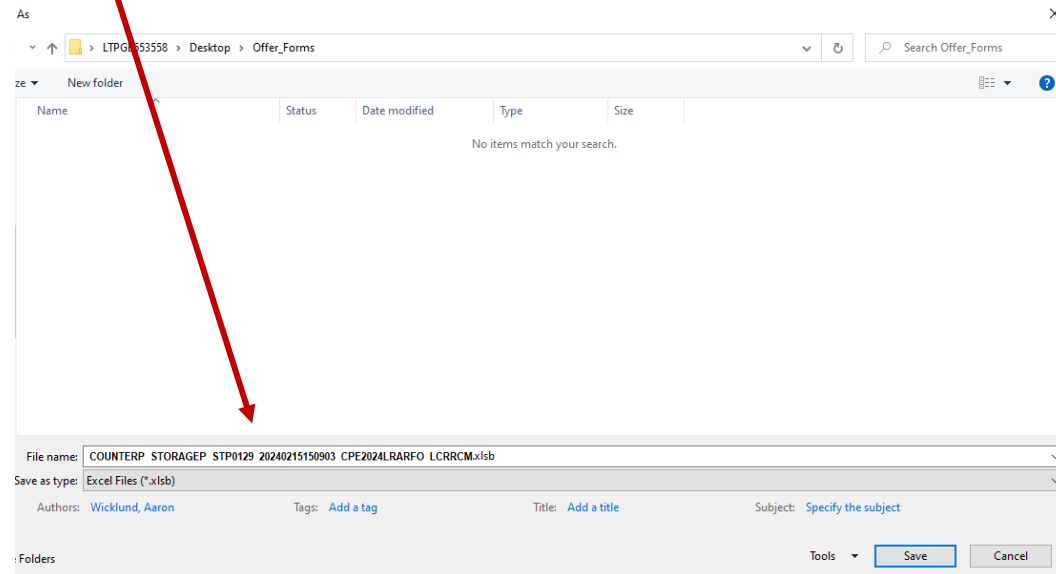 As
> LTPGE553558 > Desktop > Offer_Forms
Search Offer_Forms
ze New folder
Name Status Date modified Type Size
No items match your search.
File name: COUNTERP STORAGEP STP0129 20240215150903 CPE2024LRARFO LCRRCM.xlsb
Save as type: Excel Files (*.xlsb)
Authors: Wicklund, Aaron Tags: Add a tag Title: Add a title Subject: Specify the subject
Folders Tools Save Cancel